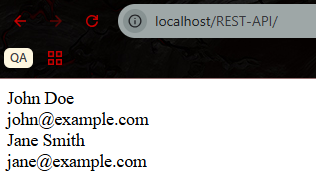 localhost/REST-API/
QA
John Doe
john@example.com
Jane Smith
jane@example.com